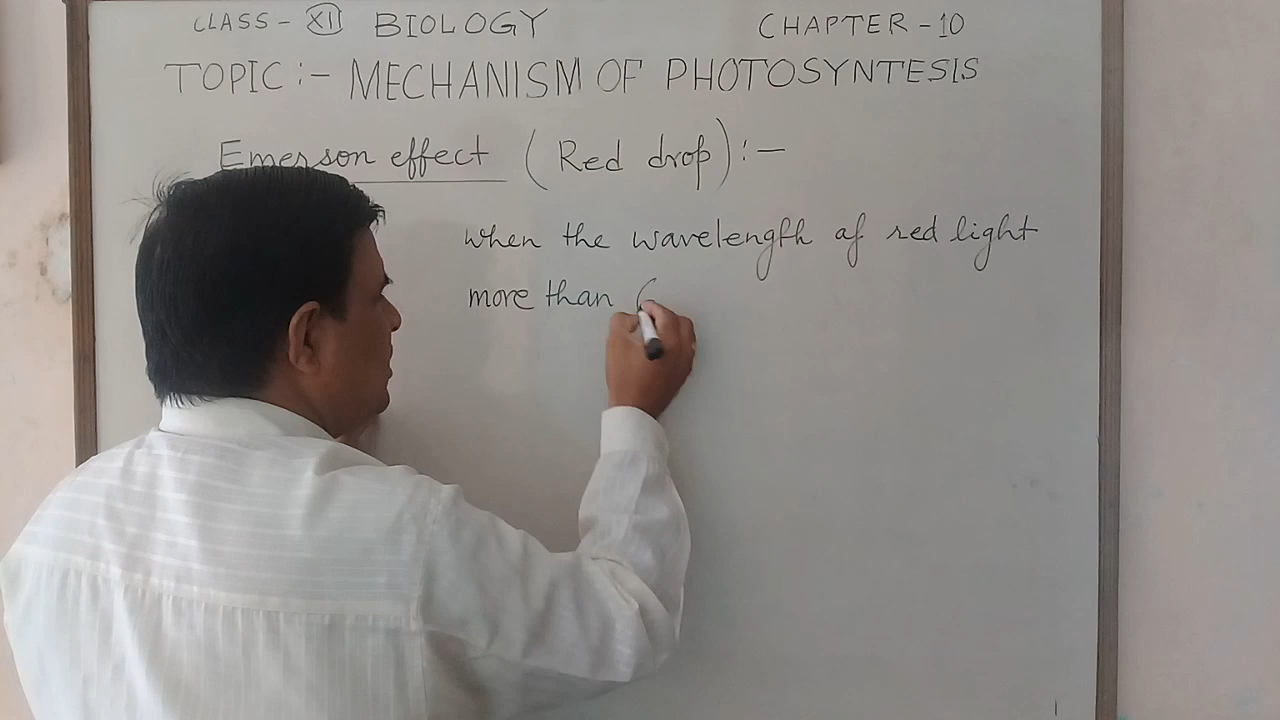 CLASS - XII BIOLOGY CHAPTER - 10
TOPIC :- MECHANISM OF PHOTOSYNTESIS
Emerson effect (Red drop) :-
when the wavelength of red light
more than